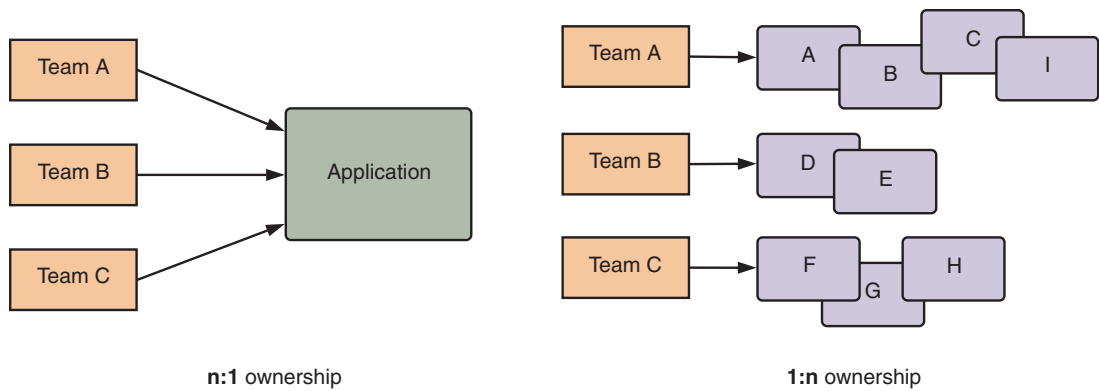 Team A
Team B
Team C
Application
n:1 ownership
Team A
A
B
C
I
Team B
D
E
Team C
F
G
H
1:n ownership